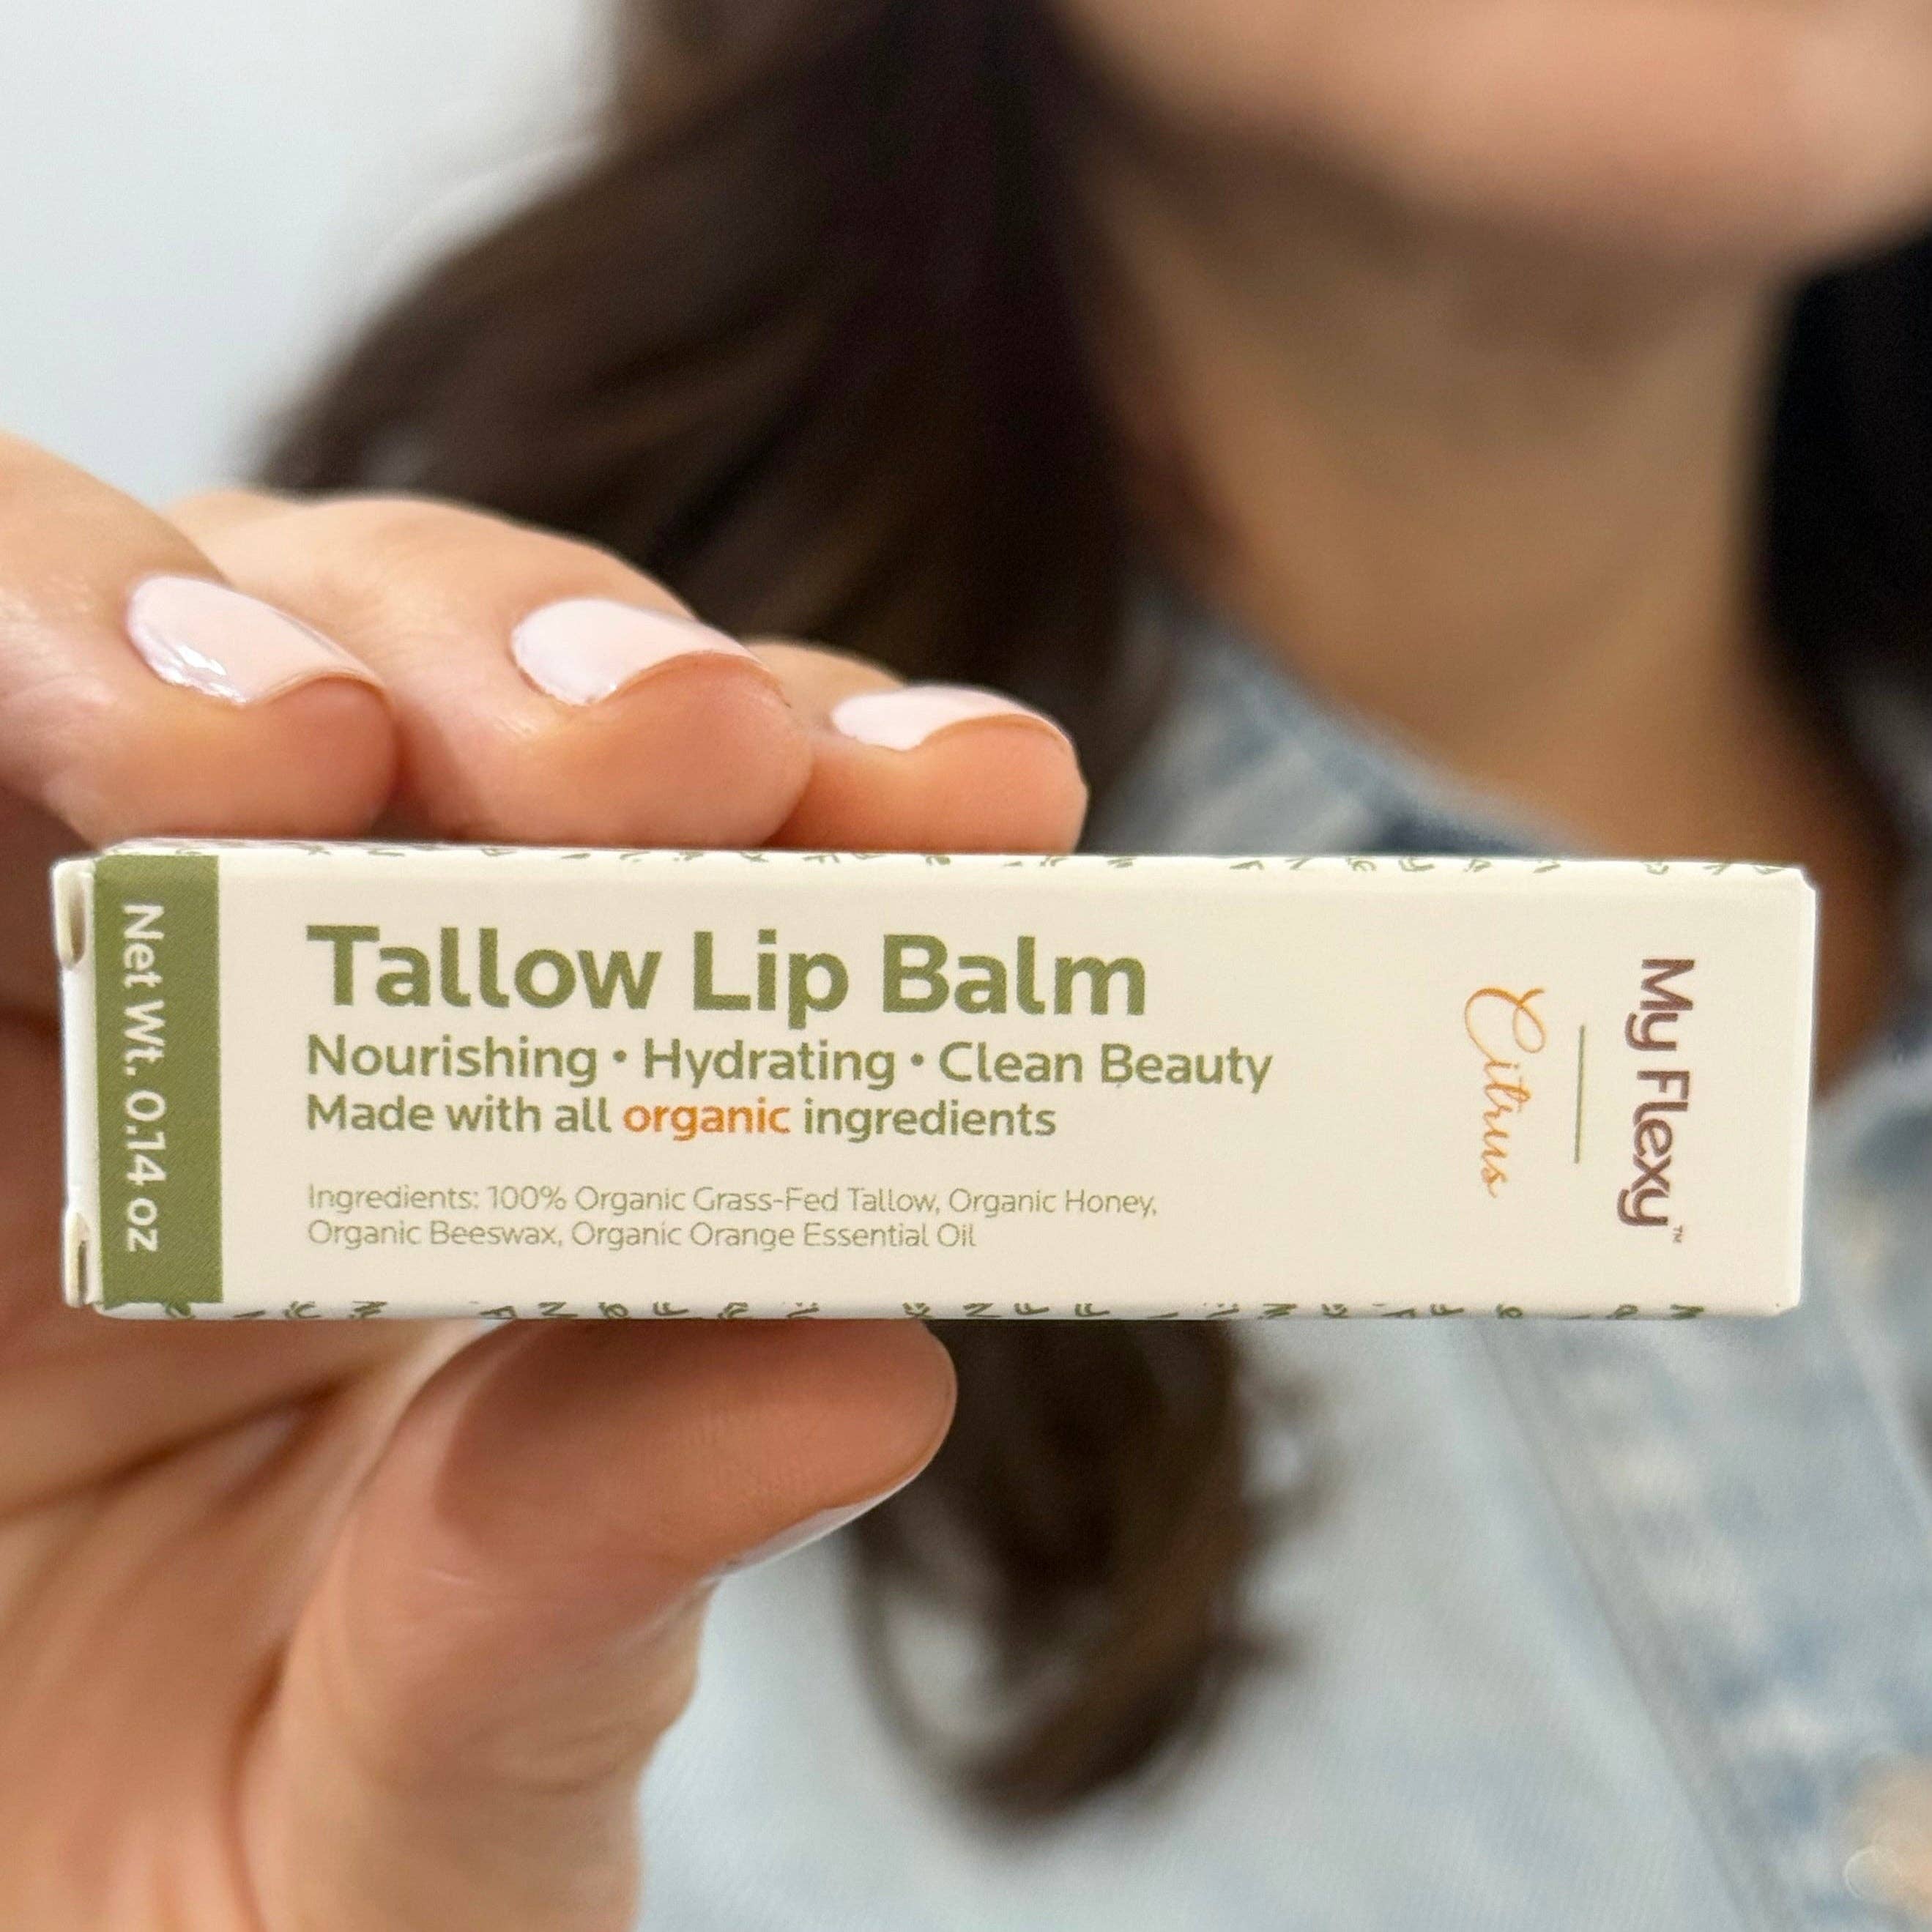 Net Wt. 0.14 oz
Tallow Lip Balm
Nourishing • Hydrating • Clean Beauty
Made with all organic ingredients
Ingredients: 100% Organic Grass-Fed Tallow, Organic Honey,
Organic Beeswax, Organic Orange Essential Oil
My Flexy™
Citrus